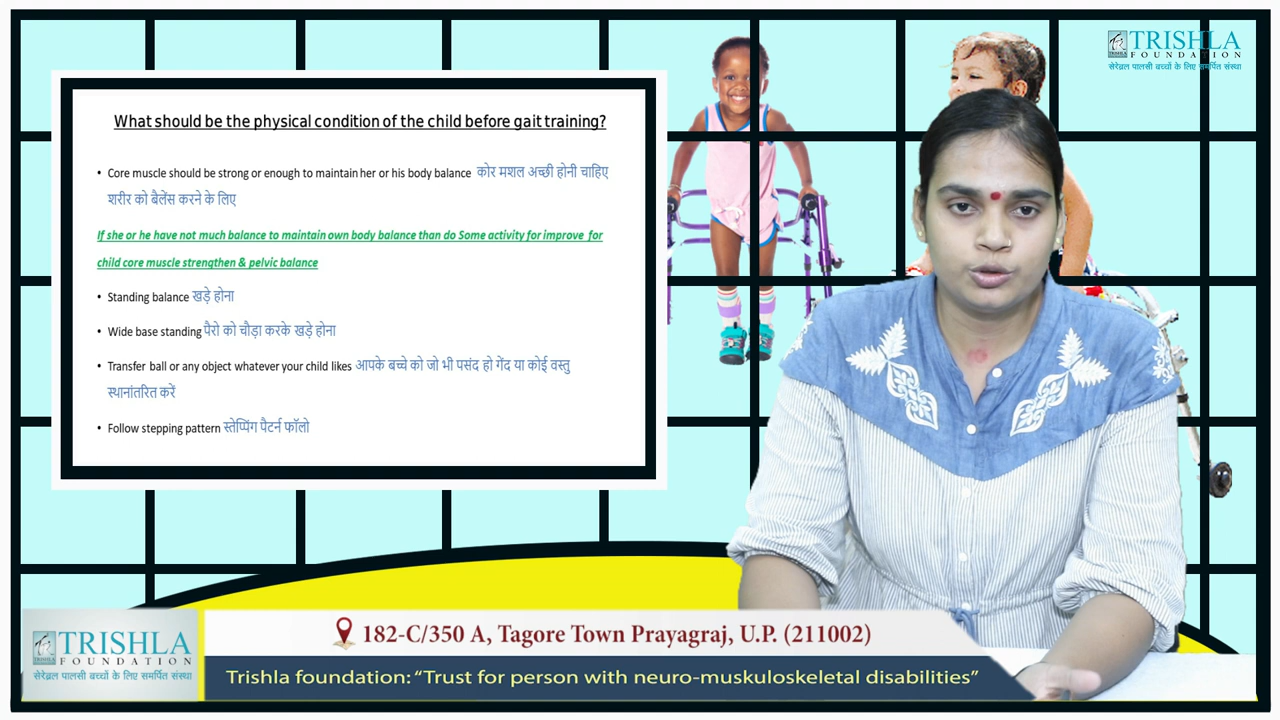 What should be the physical condition of the child before gait training?
• Core muscle should be strong or enough to maintain her or his body balance कोर मशल अच्छी होनी चाहिए
शरीर को बैलेंस करने के लिए
If she or he have not much balance to maintain own body balance than do Some activity for improve for
child core muscle strengthen & pelvic balance
• Standing balance खड़े होना
• Wide base standing पैरो को चौड़ा करके खड़े होना
• Transfer ball or any object whatever your child likes आपके बच्चे को जो भी पसंद हो गेंद या कोई वस्तु
स्थानांतरित करें
• Follow stepping pattern स्तेप्पिंग पैटर्न फॉलो
TRISHLA
FOUNDATION
सेरेब्रल पालसी बच्चों के लिए समर्पित संस्था
TRISHLA
FOUNDATION
सेरेब्रल पालसी बच्चों के लिए समर्पित संस्था
182-C/350 A, Tagore Town Prayagraj, U.P. (211002)
Trishla foundation: “Trust for person with neuro-muskuloskeletal disabilities”